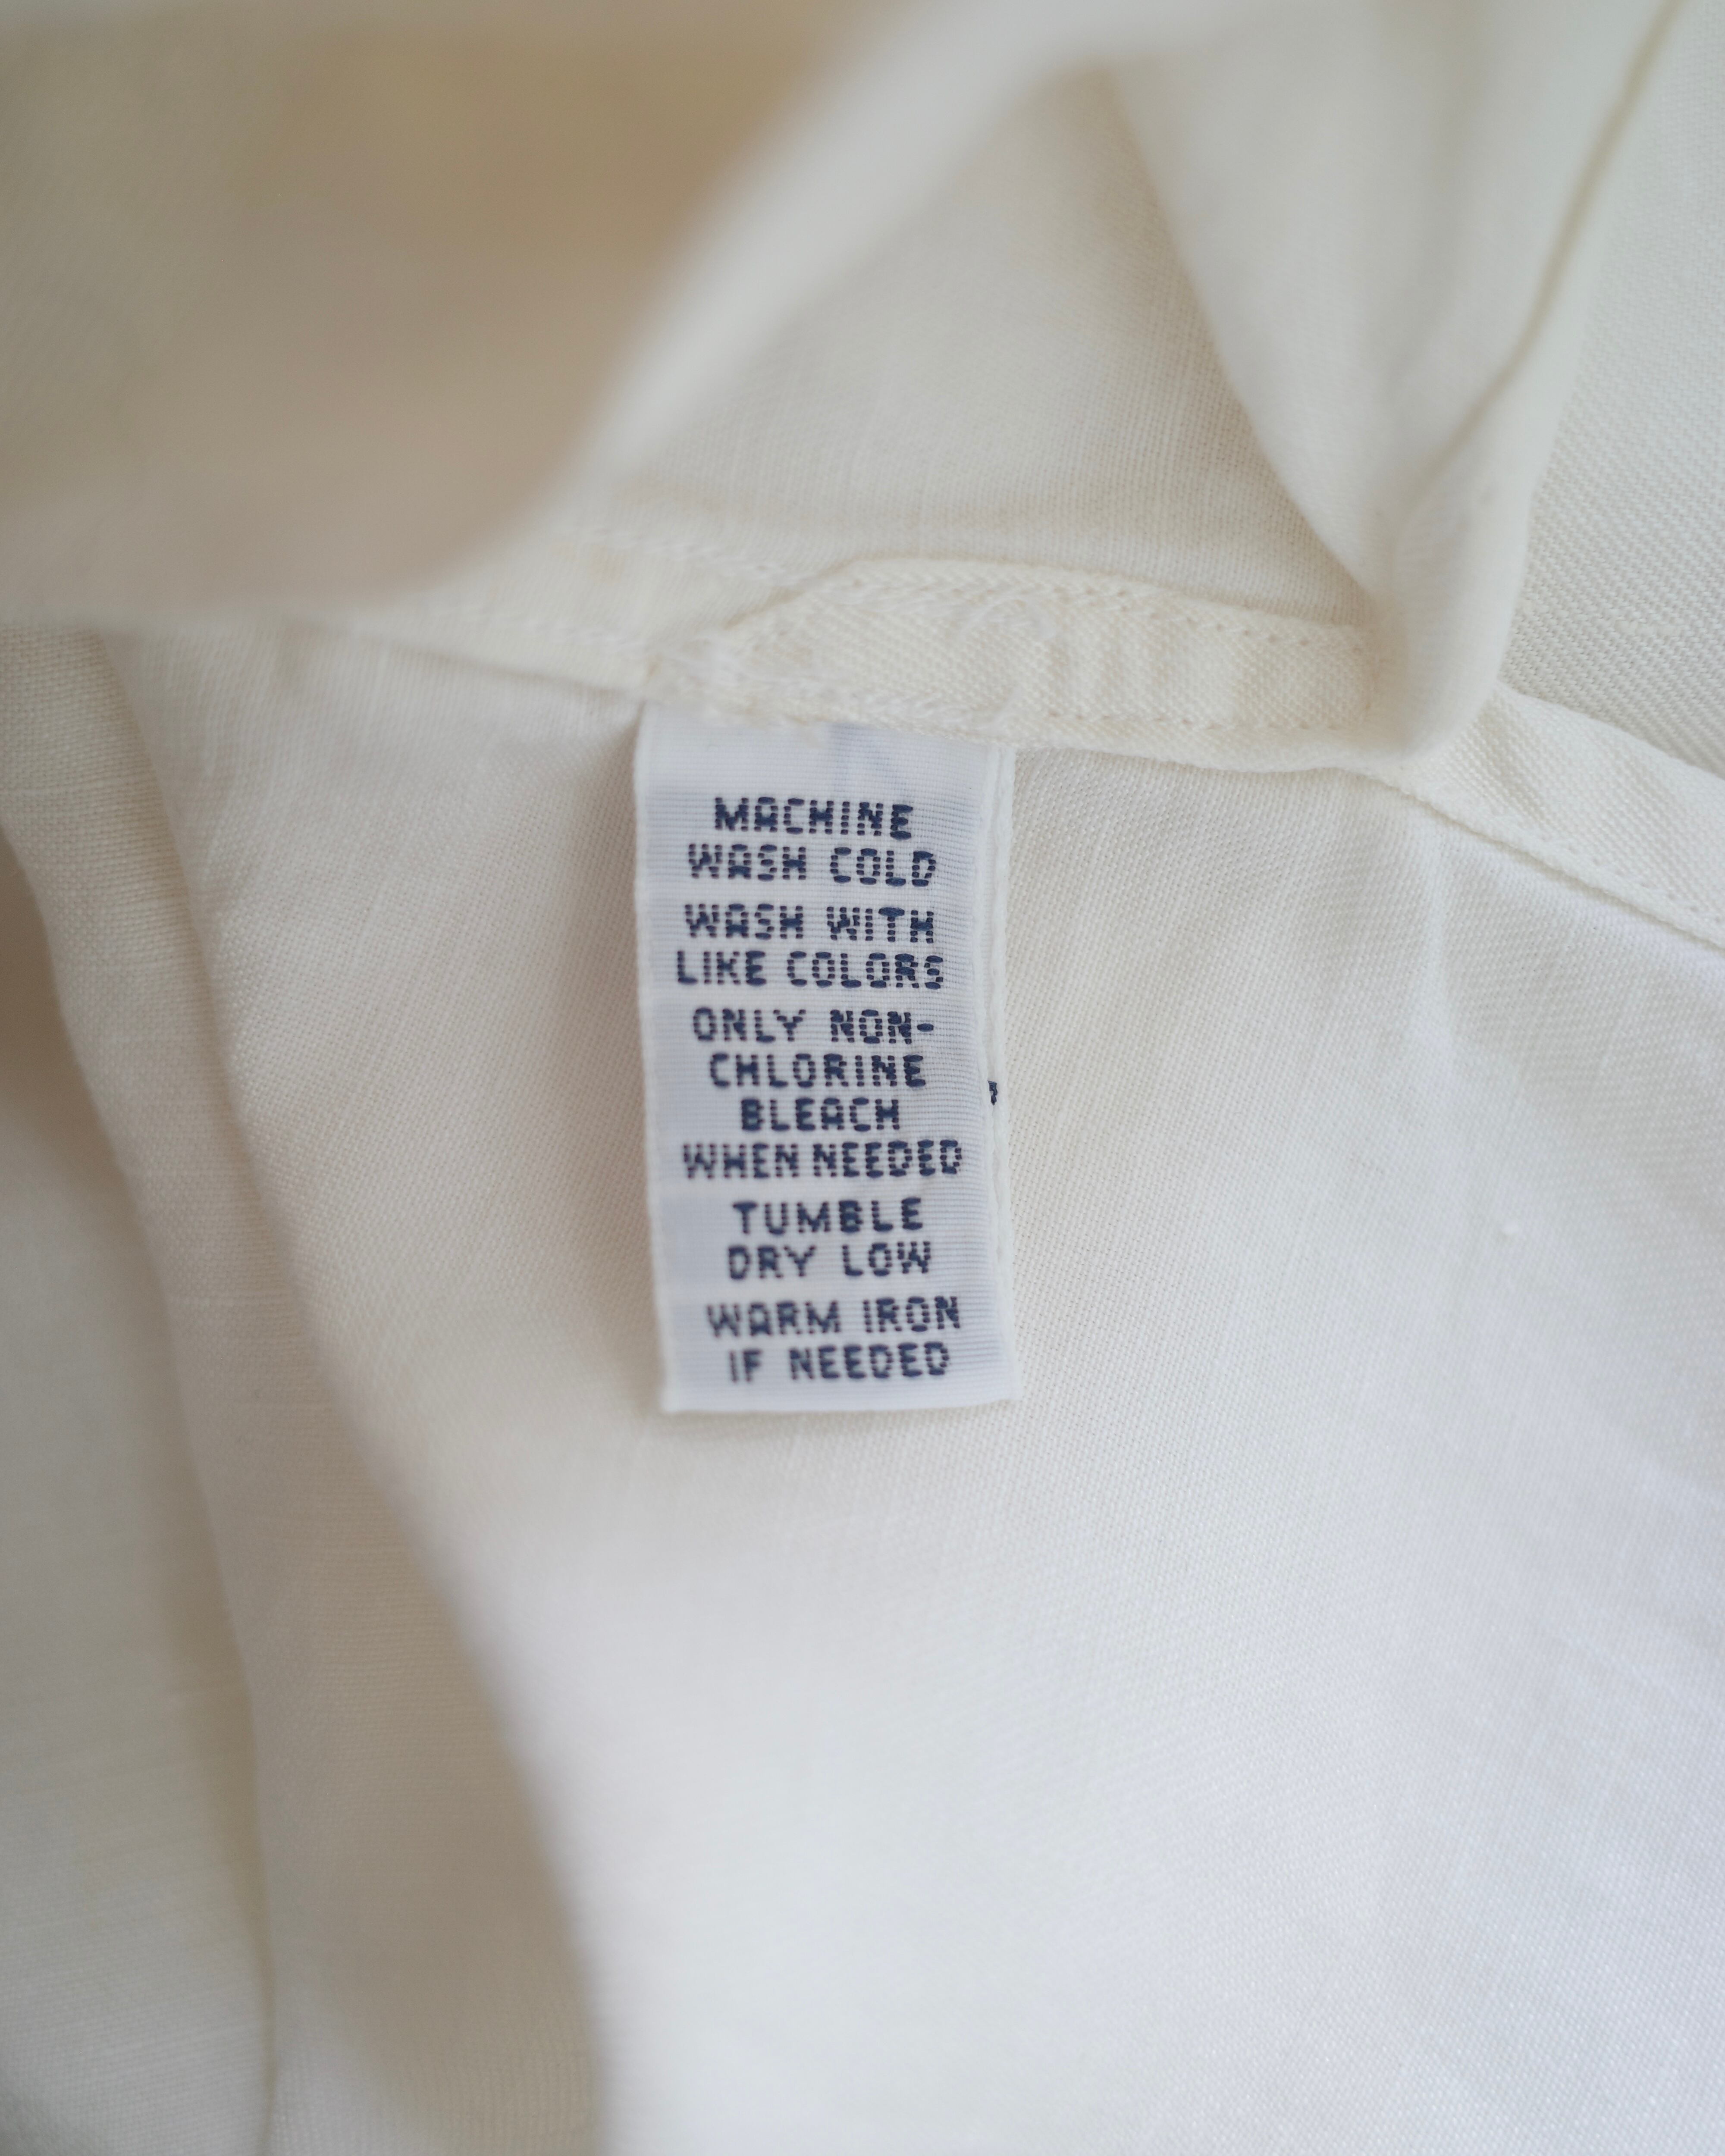 MACHINE
WASH COLD
WASH WITH
LIKE COLORS
ONLY NON-
CHLORINE
BLEACH
WHEN NEEDED
TUMBLE
DRY LOW
WARM IRON
IF NEEDED